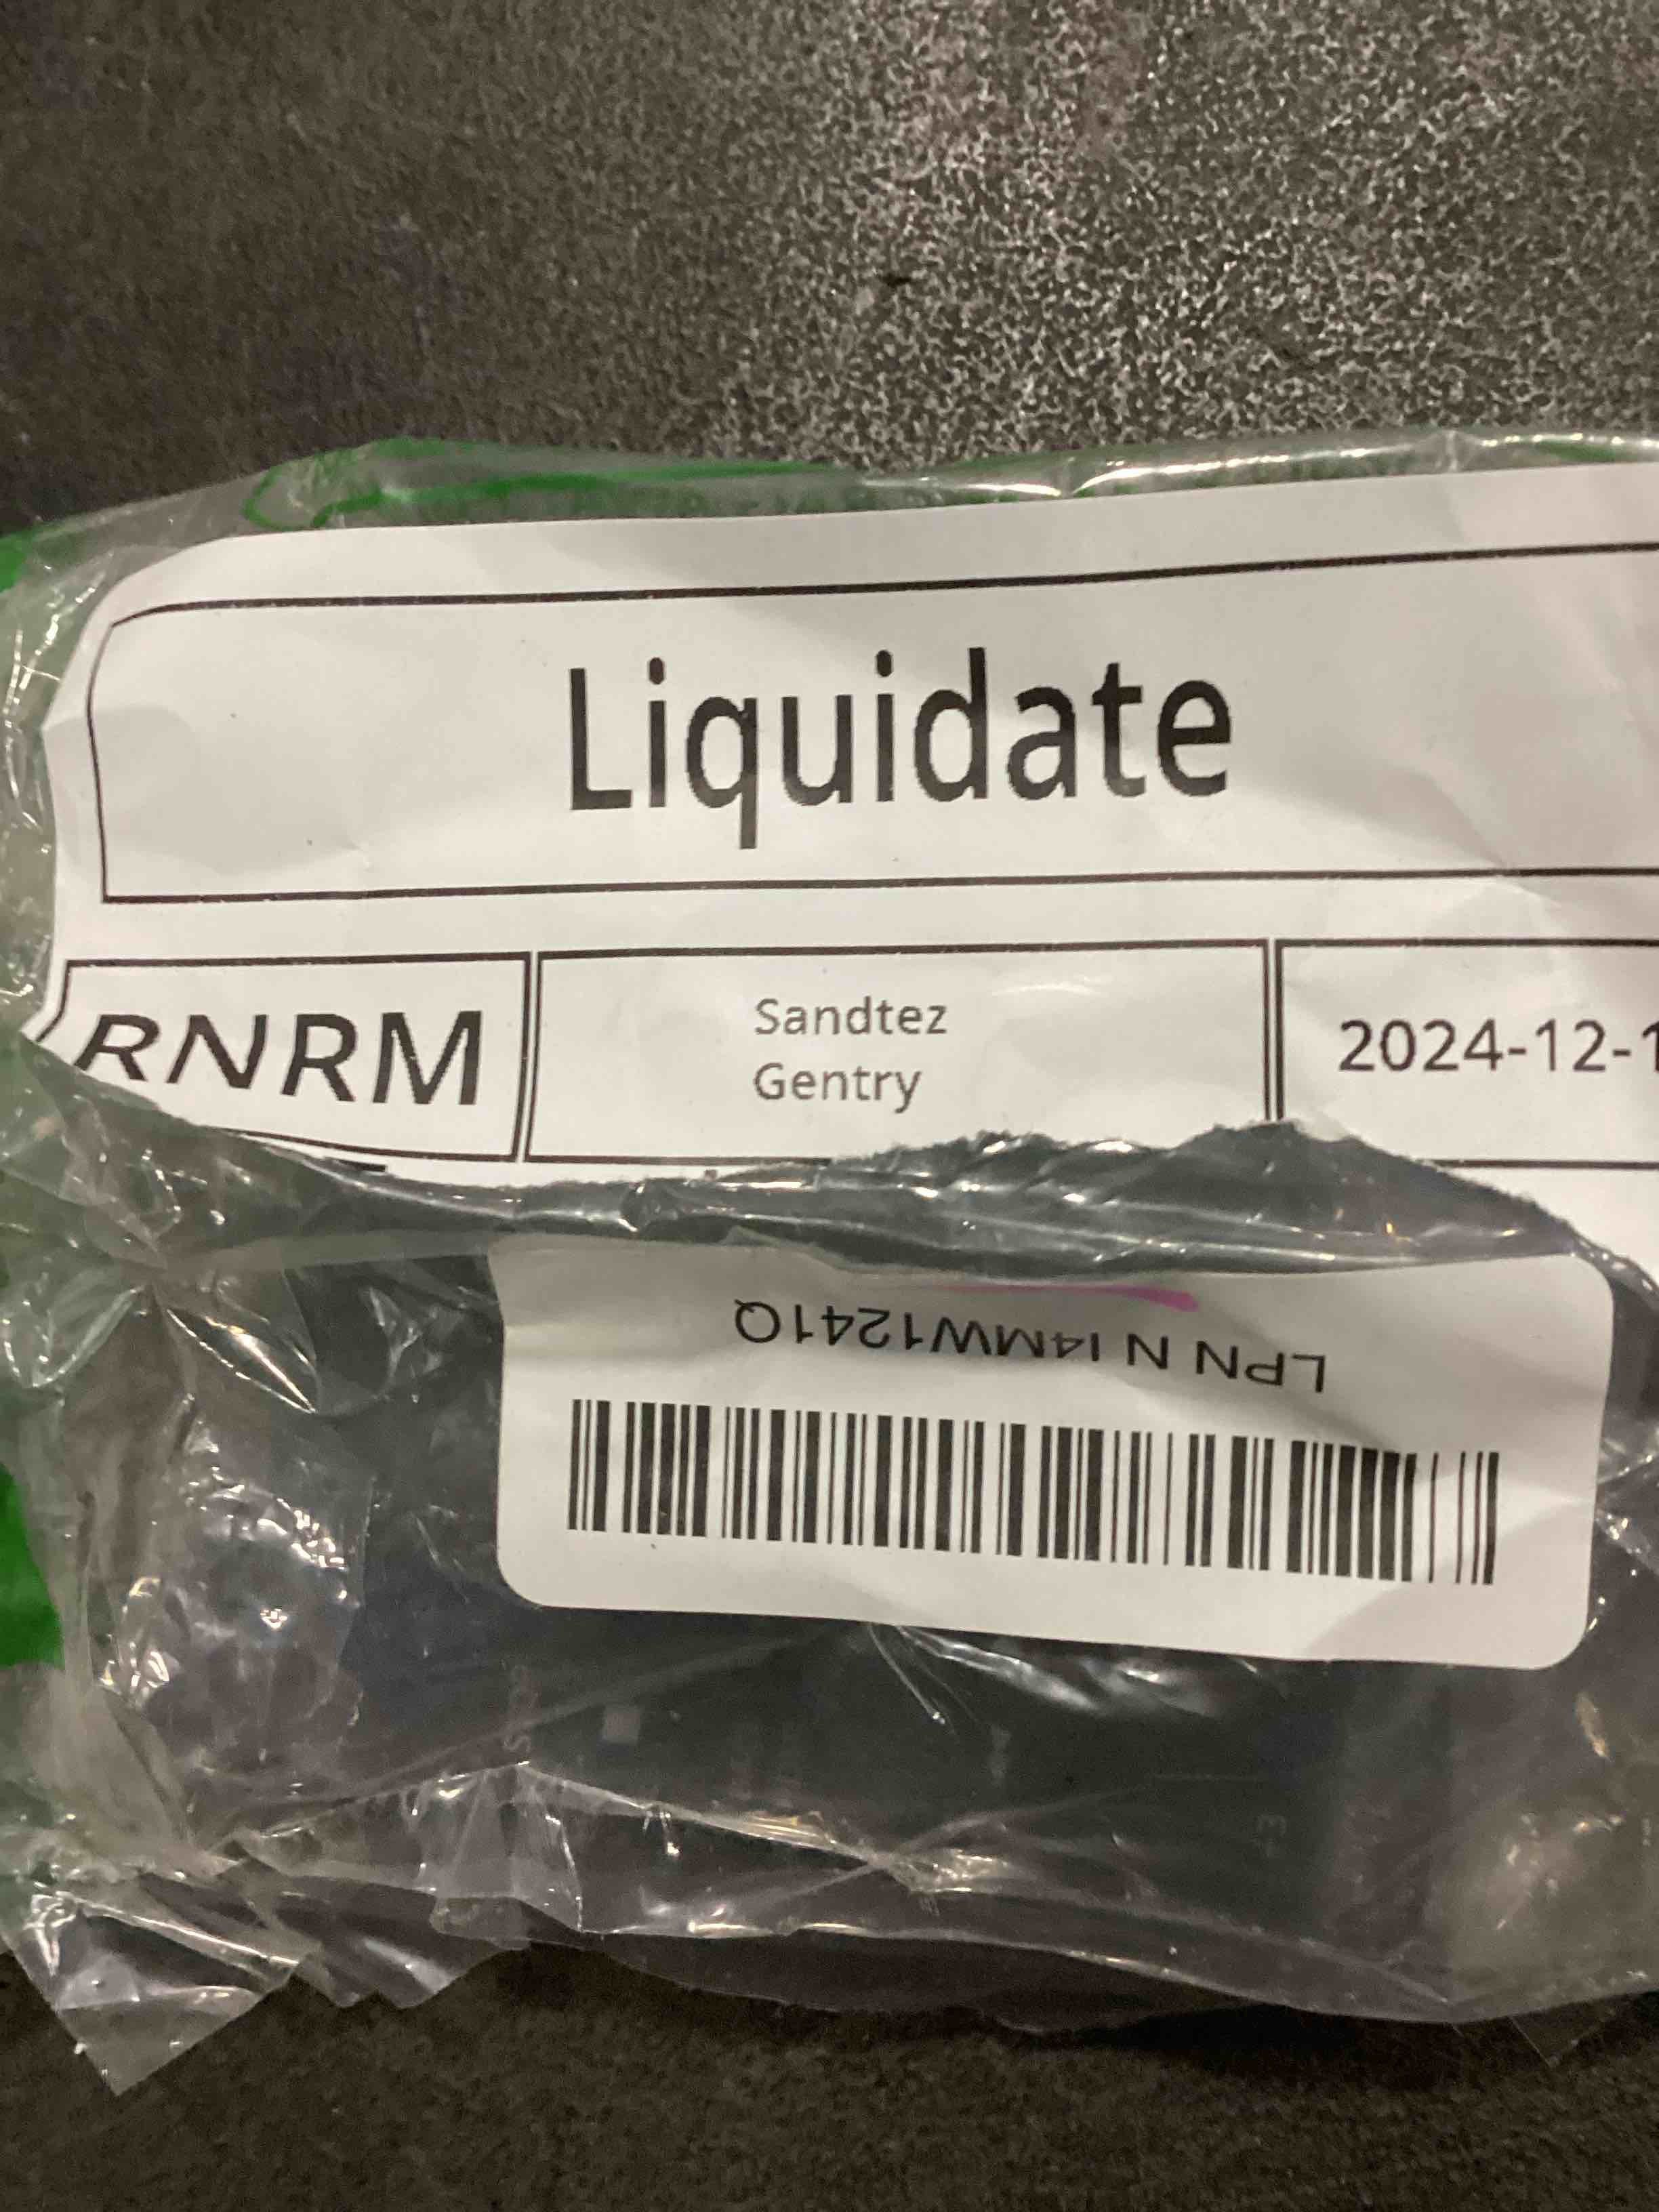 Liquidate
RNRM
Sandtez
Gentry
2024-12-1
LPN N I4MW1241Q